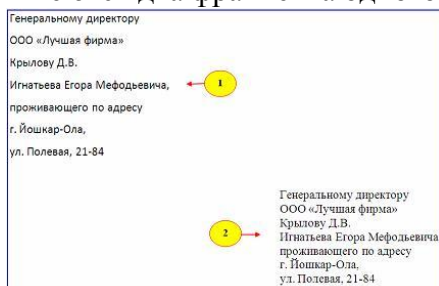 Генеральному директору
ООО «Лучшая фирма»
Крылову Д.В.
Игнатьева Егора Мефодьевича,
проживающего по адресу
г. Йошкар-Ола,
ул. Полевая, 21-84
1
2
Генеральному директору
ООО «Лучшая фирма»
Крылову Д.В.
Игнатьева Егора Мефодьевича
проживающего по адресу
г. Йошкар-Ола,
ул. Полевая, 21-84